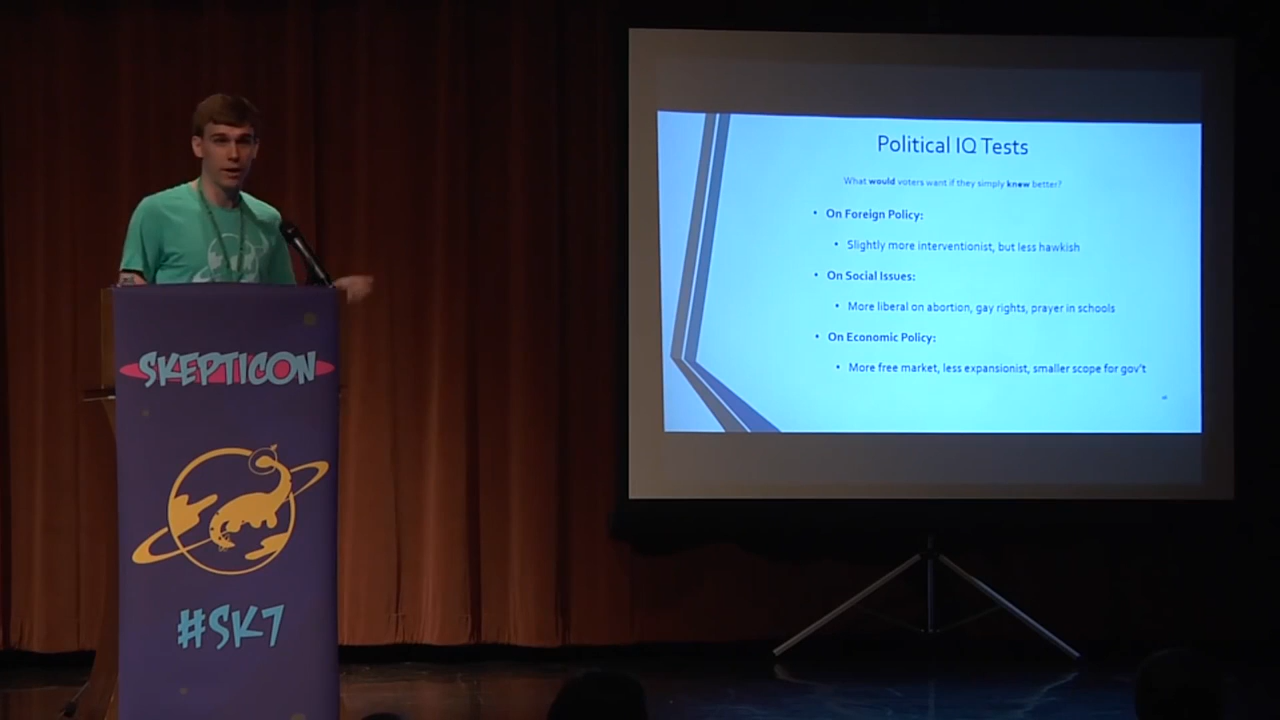 SKEPTICON
#SK7
Political IQ Tests
What would voters want if they simply knew better?
• On Foreign Policy:
• Slightly more interventionist, but less hawkish
• On Social Issues:
• More liberal on abortion, gay rights, prayer in schools
• On Economic Policy:
• More free market, less expansionist, smaller scope for gov't